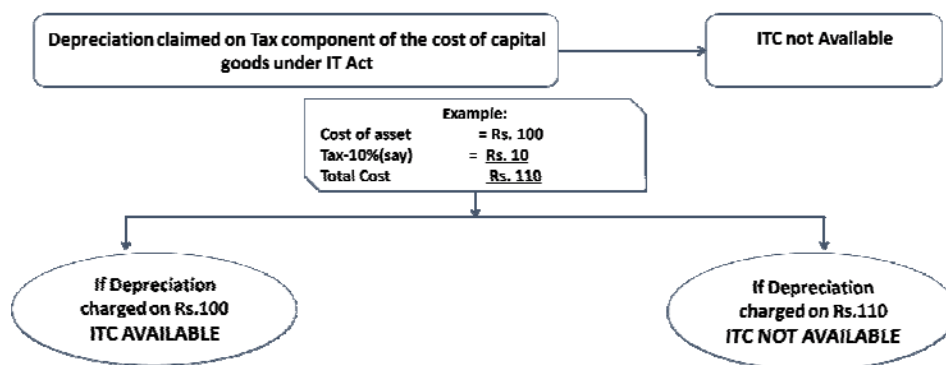 Depreciation claimed on Tax component of the cost of capital
goods under IT Act
ITC not Available
Example:
Cost of asset = Rs. 100
Tax-10%(say) = Rs. 10
Total Cost Rs. 110
If Depreciation
charged on Rs.100
ITC AVAILABLE
If Depreciation
charged on Rs.110
ITC NOT AVAILABLE